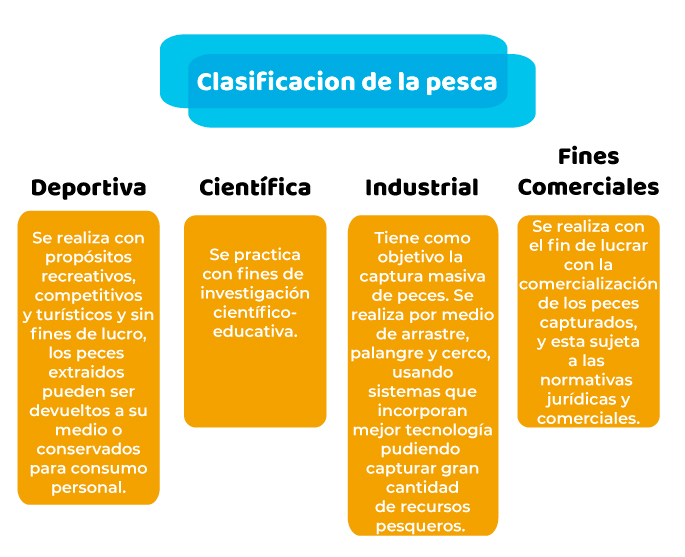 Clasificacion de la pesca
Deportiva
Se realiza con
propósitos
recreativos,
competitivos
y turísticos y sin
fines de lucro,
los peces
extraidos
pueden ser
devueltos a su
medio o
conservados
para consumo
personal.
Científica
Se practica
con fines de
investigación
científico-
educativa.
Industrial
Tiene como
objetivo la
captura masiva
de peces. Se
realiza por medio
de arrastre,
palangre y cerco,
usando
sistemas que
incorporan
mejor tecnología
pudiendo
capturar gran
cantidad
de recursos
pesqueros.
Fines
Comerciales
Se realiza con
el fin de lucrar
con la
comercialización
de los peces
capturados,
y esta sujeta
a las
normativas
jurídicas y
comerciales.